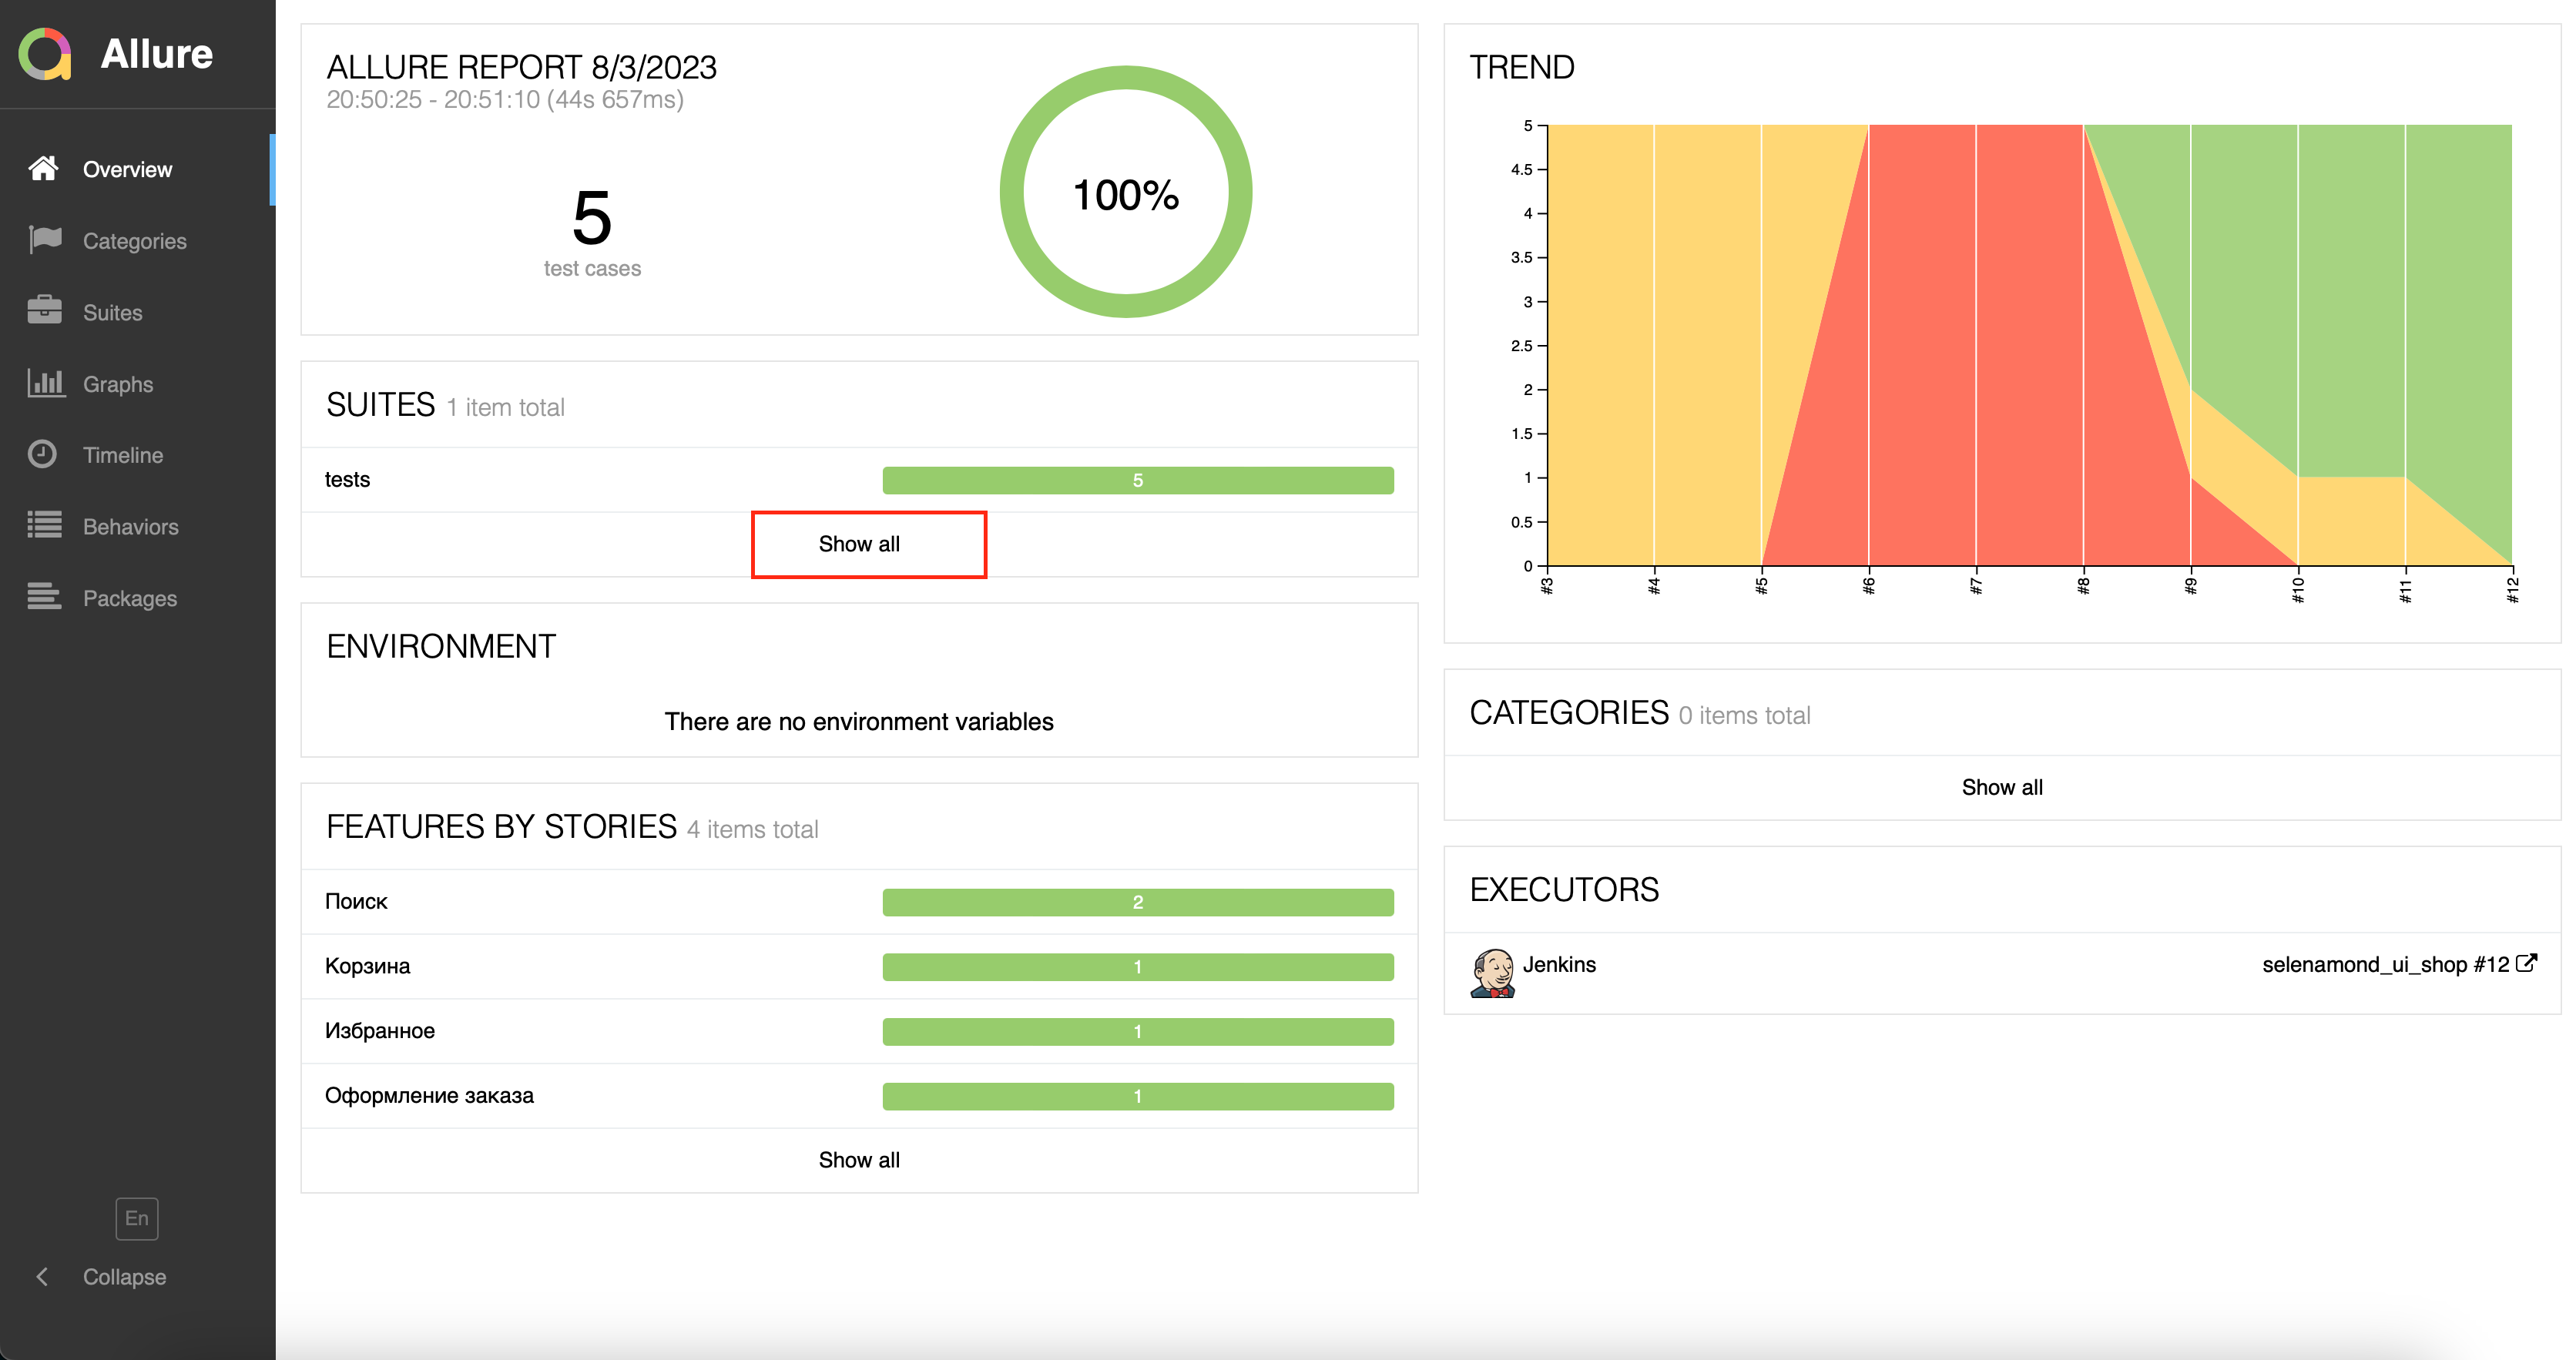 Allure
Overview
Categories
Suites
Graphs
Timeline
Behaviors
Packages
En
Collapse
ALLURE REPORT 8/3/2023
20:50:25 - 20:51:10 (44s 657ms)
5
test cases
100%
SUITES 1 item total
tests 5
Show all
ENVIRONMENT
There are no environment variables
FEATURES BY STORIES 4 items total
Поиск 2
Корзина 1
Избранное 1
Оформление заказа 1
Show all
TREND
5
4.5
4
3.5
3
2.5
2
1.5
1
0.5
0
#3 #4 #5 #6 #7 #8 #9 #10 #11 #12
CATEGORIES 0 items total
Show all
EXECUTORS
Jenkins selenamond_ui_shop #12